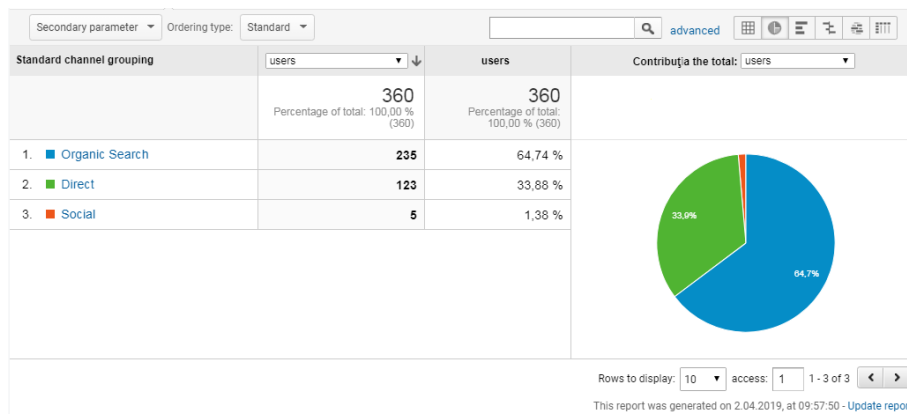 Secondary parameter Ordering type: Standard advanced
Standard channel grouping users users Contribuţia the total: users
360 360
Percentage of total: 100,00 % Percentage of total:
(360) 100,00 % (360)
1. Organic Search 235 64,74 %
2. Direct 123 33,88 %
3. Social 5 1,38 %
33,9%
64,7%
Rows to display: 10 access: 1 1 - 3 of 3
This report was generated on 2.04.2019, at 09:57:50 - Update repor